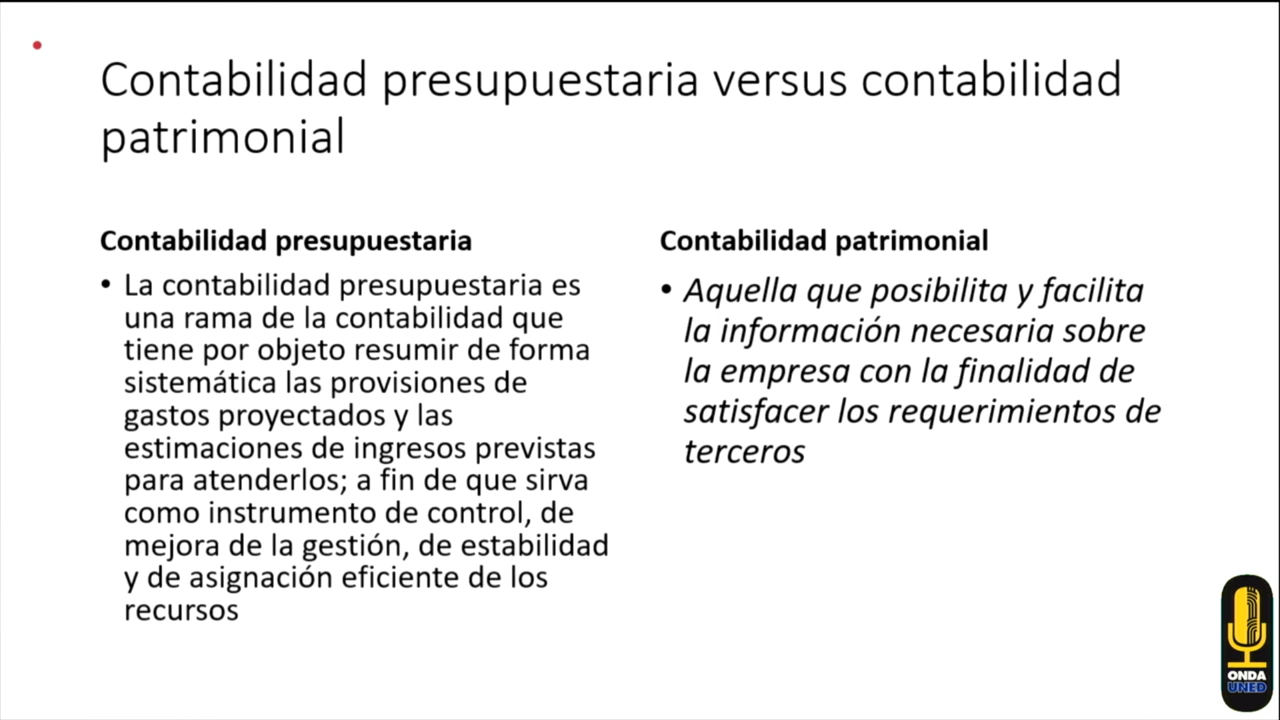 Contabilidad presupuestaria versus contabilidad
patrimonial
Contabilidad presupuestaria
• La contabilidad presupuestaria es
una rama de la contabilidad que
tiene por objeto resumir de forma
sistemática las provisiones de
gastos proyectados y las
estimaciones de ingresos previstas
para atenderlos; a fin de que sirva
como instrumento de control, de
mejora de la gestión, de estabilidad
y de asignación eficiente de los
recursos
Contabilidad patrimonial
• Aquella que posibilita y facilita
la información necesaria sobre
la empresa con la finalidad de
satisfacer los requerimientos de
terceros
ONDA
UNED